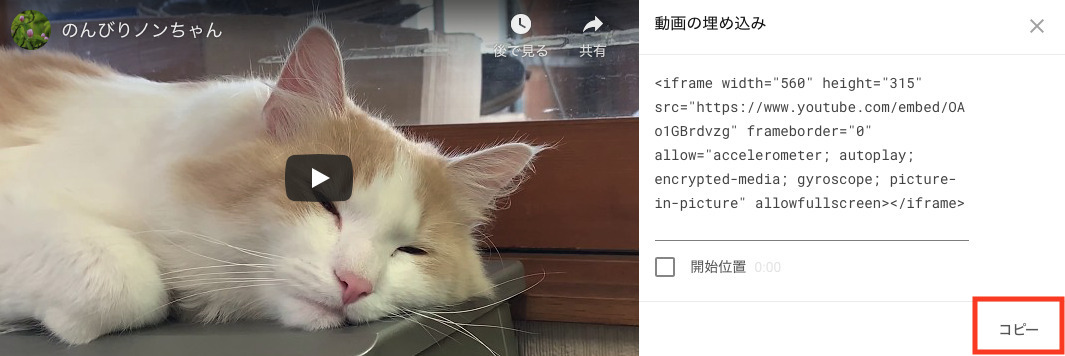 のんびりノンちゃん
後で見る
共有
動画の埋め込み
<iframe width="560" height="315"
src="https://www.youtube.com/embed/OA
o1GBrdvzg" frameborder="0"
allow="accelerometer; autoplay;
encrypted-media; gyroscope; picture-
in-picture" allowfullscreen></iframe>
開始位置 0:00
コピー